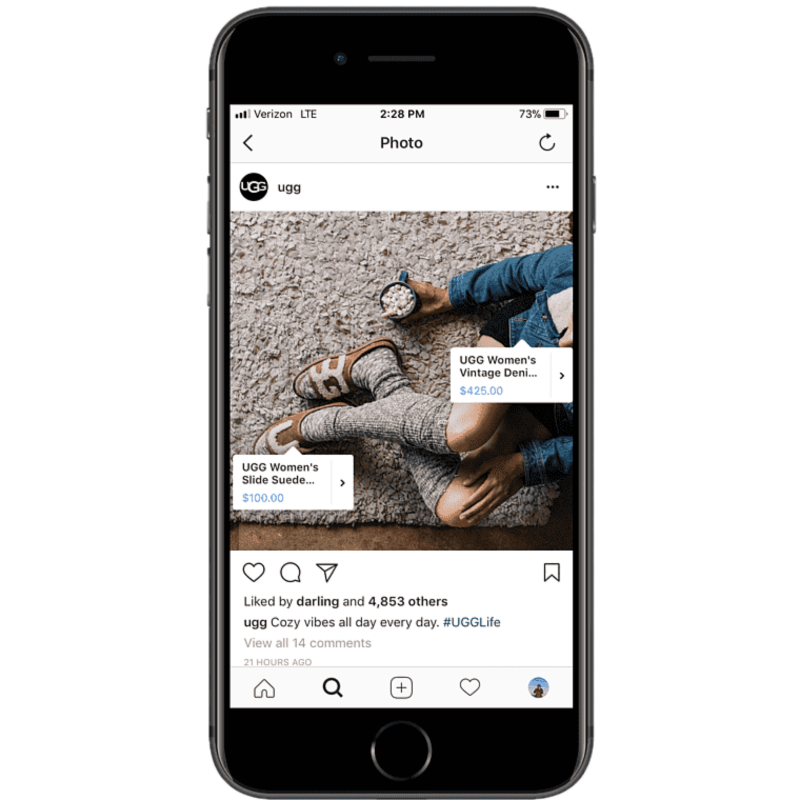 Verizon LTE 2:28 PM 73%
Photo
UGG ugg
UGG Women's
Vintage Deni...
$425.00
UGG Women's
Slide Suede...
$100.00
Liked by darling and 4,853 others
ugg Cozy vibes all day every day. #UGGLife
View all 14 comments
21 HOURS AGO